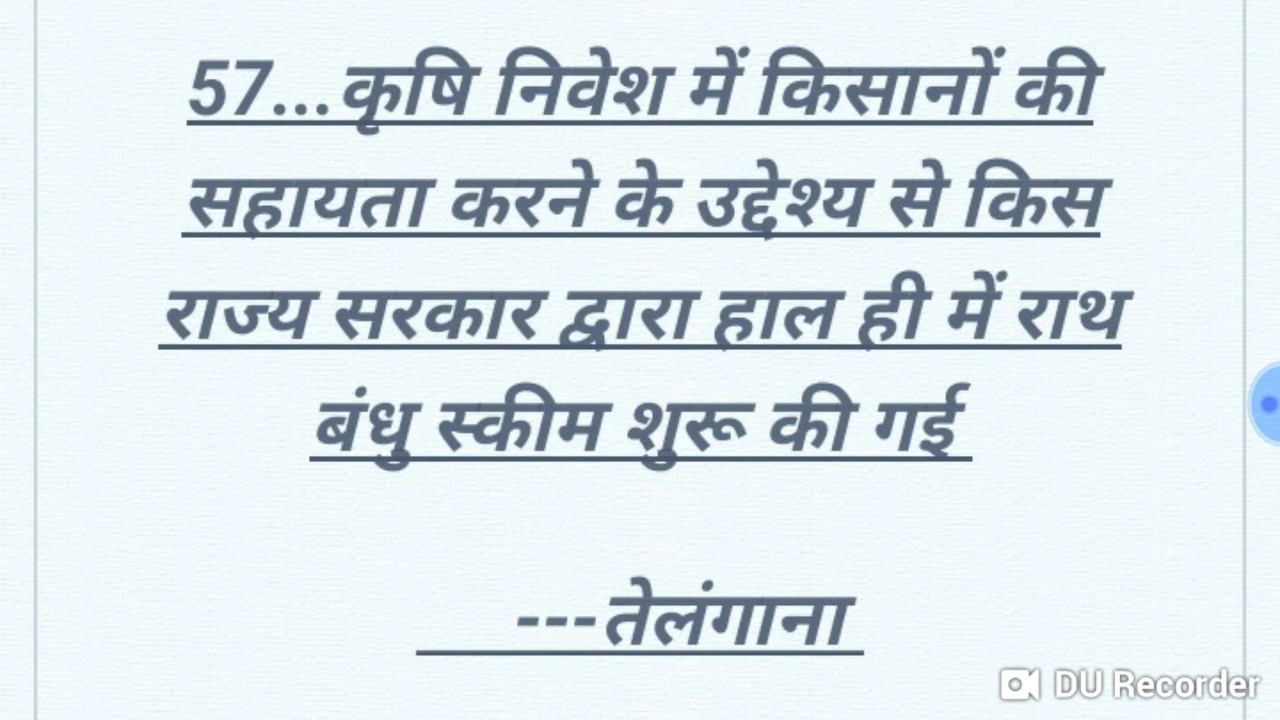 57...कृषि निवेश में किसानों की
सहायता करने के उद्देश्य से किस
राज्य सरकार द्वारा हाल ही में राथ
बंधु स्कीम शुरू की गई
---तेलंगाना
DU Recorder